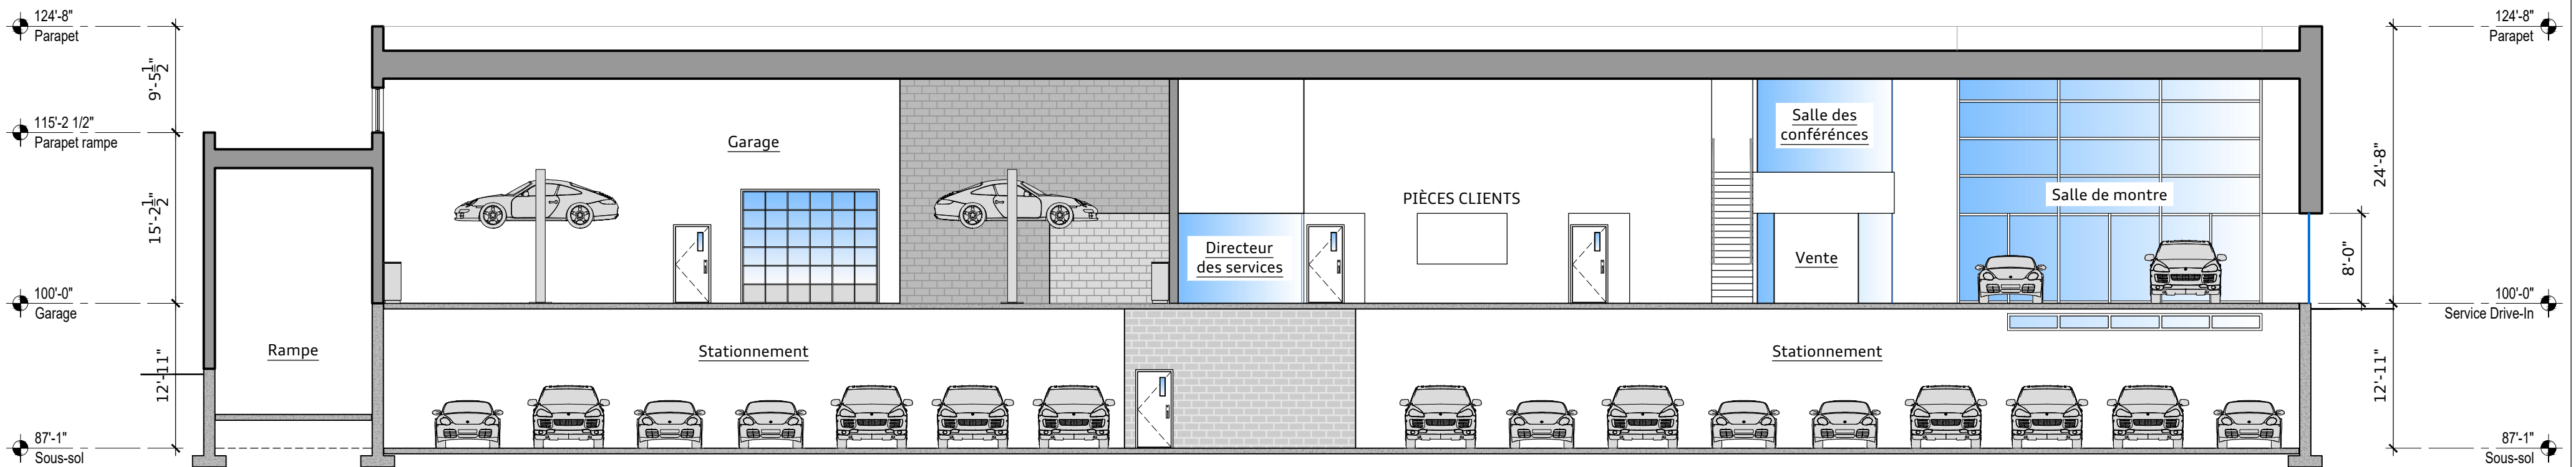 124'-8"
Parapet
124'-8"
Parapet
9'-5 1/2"
115'-2 1/2"
Parapet rampe
Garage
Salle des
conférénces
24'-8"
15'-2 1/2"
PIÈCES CLIENTS
Salle de montre
Directeur
des services
Vente
8'-0"
100'-0"
Garage
100'-0"
Service Drive-In
Rampe
Stationnement
Stationnement
12'-11"
12'-11"
87'-1"
Sous-sol
87'-1"
Sous-sol